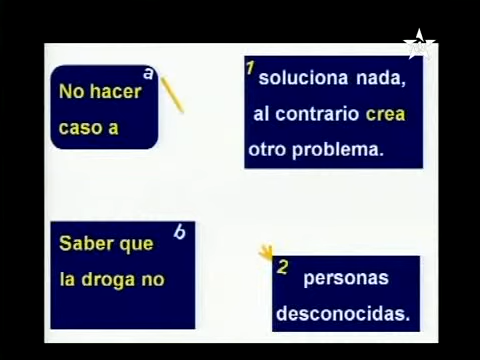 a
No hacer
caso a
1
soluciona nada,
al contrario crea
otro problema.
b
Saber que
la droga no
2
personas
desconocidas.